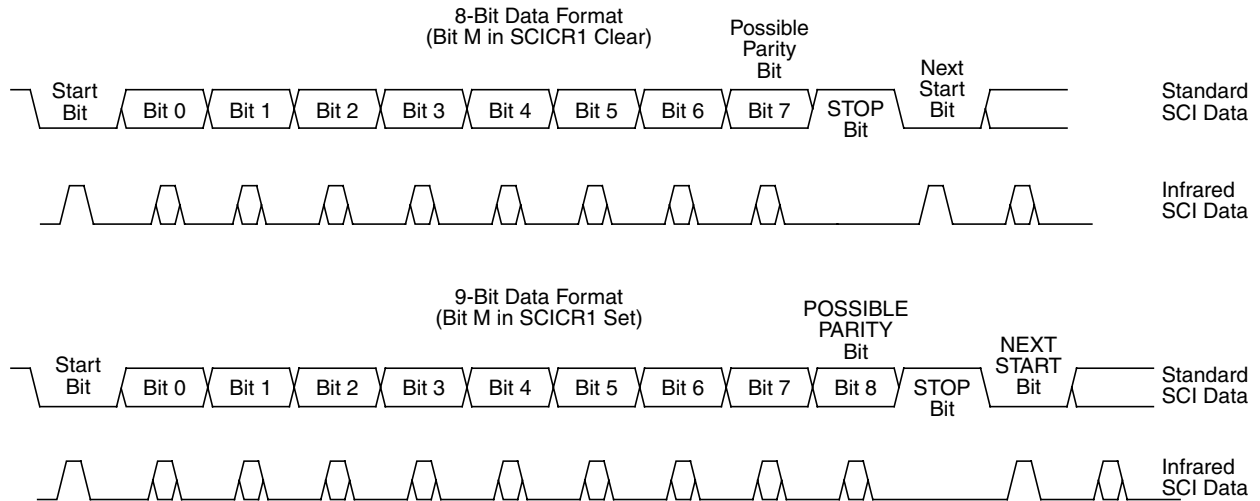 8-Bit Data Format
(Bit M in SCICR1 Clear)
Possible
Parity
Bit
Start
Bit
Bit 0 Bit 1 Bit 2 Bit 3 Bit 4 Bit 5 Bit 6 Bit 7
STOP
Bit
Next
Start
Bit
Standard
SCI Data
Infrared
SCI Data
9-Bit Data Format
(Bit M in SCICR1 Set)
POSSIBLE
PARITY
Bit
Start
Bit
Bit 0 Bit 1 Bit 2 Bit 3 Bit 4 Bit 5 Bit 6 Bit 7 Bit 8
STOP
Bit
NEXT
START
Bit
Standard
SCI Data
Infrared
SCI Data